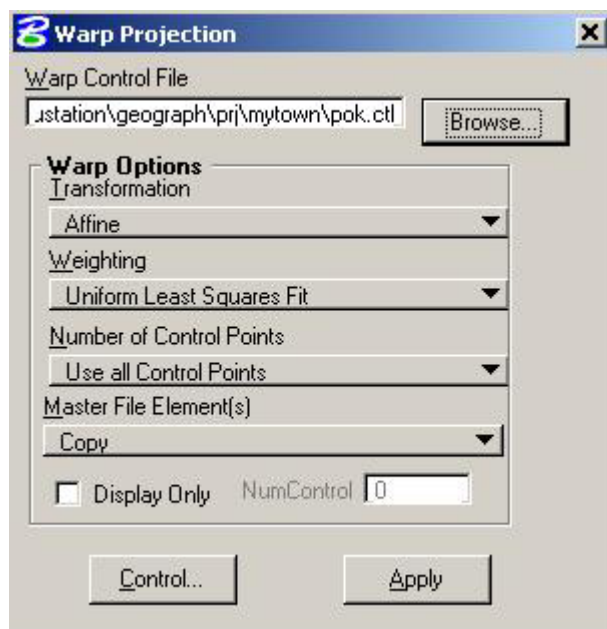 Warp Projection
Warp Control File
ustation\geograph\prj\mytown\pok.ctl
Browse...
Warp Options
Transformation
Affine
Weighting
Uniform Least Squares Fit
Number of Control Points
Use all Control Points
Master File Element(s)
Copy
Display Only NumControl 0
Control... Apply